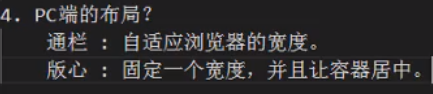 4. PC端的布局?
通栏 : 自适应浏览器的宽度。
版心 : 固定一个宽度，并且让容器居中。